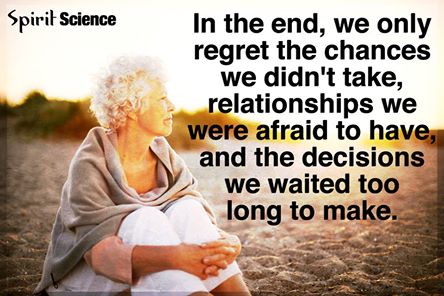 Spirit Science
In the end, we only
regret the chances
we didn't take,
relationships we
were afraid to have,
and the decisions
we waited too
long to make.